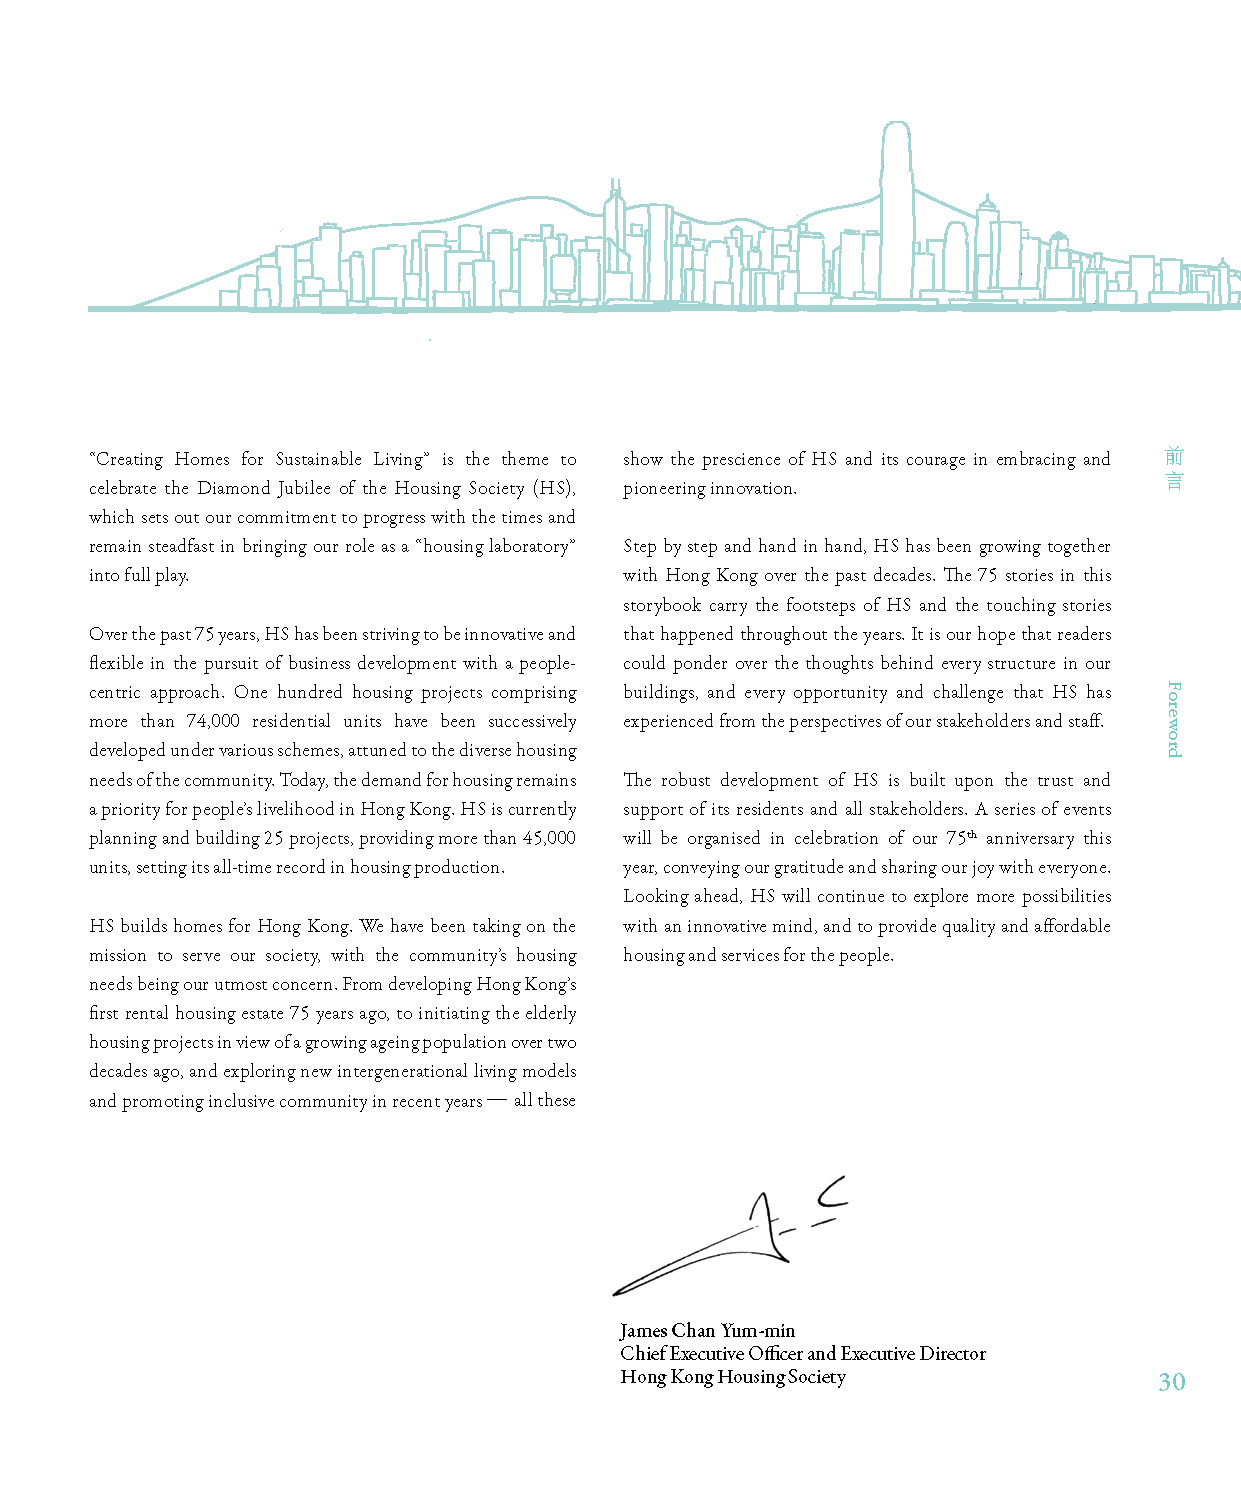 “Creating Homes for Sustainable Living” is the theme to
celebrate the Diamond Jubilee of the Housing Society (HS),
which sets out our commitment to progress with the times and
remain steadfast in bringing our role as a “housing laboratory”
into full play.
Over the past 75 years, HS has been striving to be innovative and
flexible in the pursuit of business development with a people-
centric approach. One hundred housing projects comprising
more than 74,000 residential units have been successively
developed under various schemes, attuned to the diverse housing
needs of the community. Today, the demand for housing remains
a priority for people’s livelihood in Hong Kong. HS is currently
planning and building 25 projects, providing more than 45,000
units, setting its all-time record in housing production.
HS builds homes for Hong Kong. We have been taking on the
mission to serve our society, with the community’s housing
needs being our utmost concern. From developing Hong Kong’s
first rental housing estate 75 years ago, to initiating the elderly
housing projects in view of a growing ageing population over two
decades ago, and exploring new intergenerational living models
and promoting inclusive community in recent years — all these
show the prescience of HS and its courage in embracing and
pioneering innovation.
Step by step and hand in hand, HS has been growing together
with Hong Kong over the past decades. The 75 stories in this
storybook carry the footsteps of HS and the touching stories
that happened throughout the years. It is our hope that readers
could ponder over the thoughts behind every structure in our
buildings, and every opportunity and challenge that HS has
experienced from the perspectives of our stakeholders and staff.
The robust development of HS is built upon the trust and
support of its residents and all stakeholders. A series of events
will be organised in celebration of our 75th anniversary this
year, conveying our gratitude and sharing our joy with everyone.
Looking ahead, HS will continue to explore more possibilities
with an innovative mind, and to provide quality and affordable
housing and services for the people.
James Chan Yum-min
Chief Executive Officer and Executive Director
Hong Kong Housing Society
前言
Foreword
30